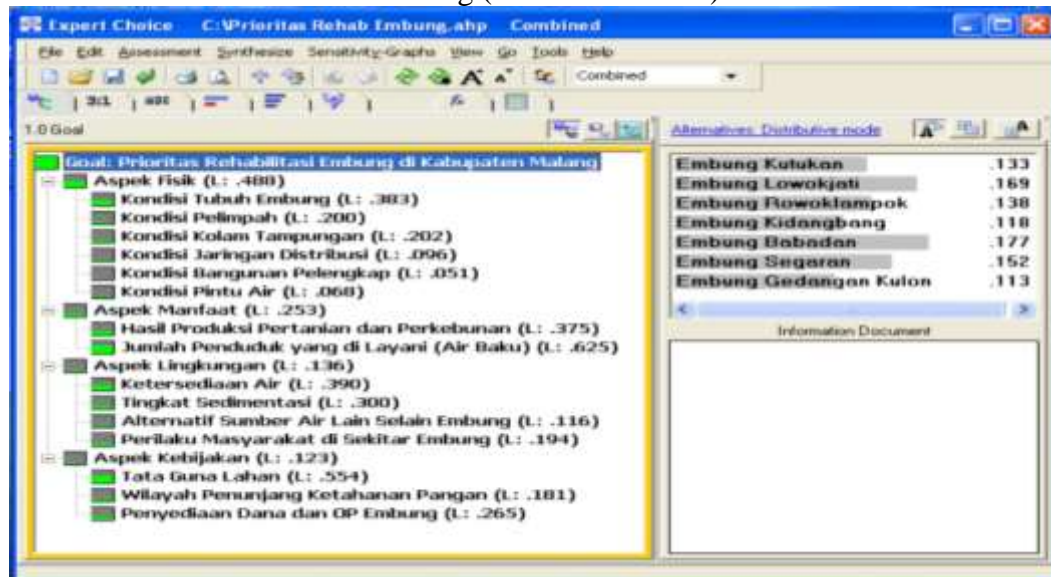 Expert Choice C:\Prioritas Rehab Embung.ahp Combined
File Edit Assessment Synthesize Sensitivity-Graphs View Go Tools Help
Combined
3:1 ABC
1.0 Goal
Alternatives: Distributive mode
Goal: Prioritas Rehabilitasi Embung di Kabupaten Malang
Aspek Fisik (L: .488)
Kondisi Tubuh Embung (L: .383)
Kondisi Pelimpah (L: .200)
Kondisi Kolam Tampungan (L: .202)
Kondisi Jaringan Distribusi (L: .096)
Kondisi Bangunan Pelengkap (L: .051)
Kondisi Pintu Air (L: .068)
Aspek Manfaat (L: .253)
Hasil Produksi Pertanian dan Perkebunan (L: .375)
Jumlah Penduduk yang di Layani (Air Baku) (L: .625)
Aspek Lingkungan (L: .136)
Ketersediaan Air (L: .390)
Tingkat Sedimentasi (L: .300)
Alternatif Sumber Air Lain Selain Embung (L: .116)
Perilaku Masyarakat di Sekitar Embung (L: .194)
Aspek Kebijakan (L: .123)
Tata Guna Lahan (L: .554)
Wilayah Penunjang Ketahanan Pangan (L: .181)
Penyediaan Dana dan OP Embung (L: .265)
Embung Kutukan .133
Embung Lowokjati .169
Embung Rowoklampok .138
Embung Kidangbang .118
Embung Babadan .177
Embung Segaran .152
Embung Gedangan Kulon .113
Information Document